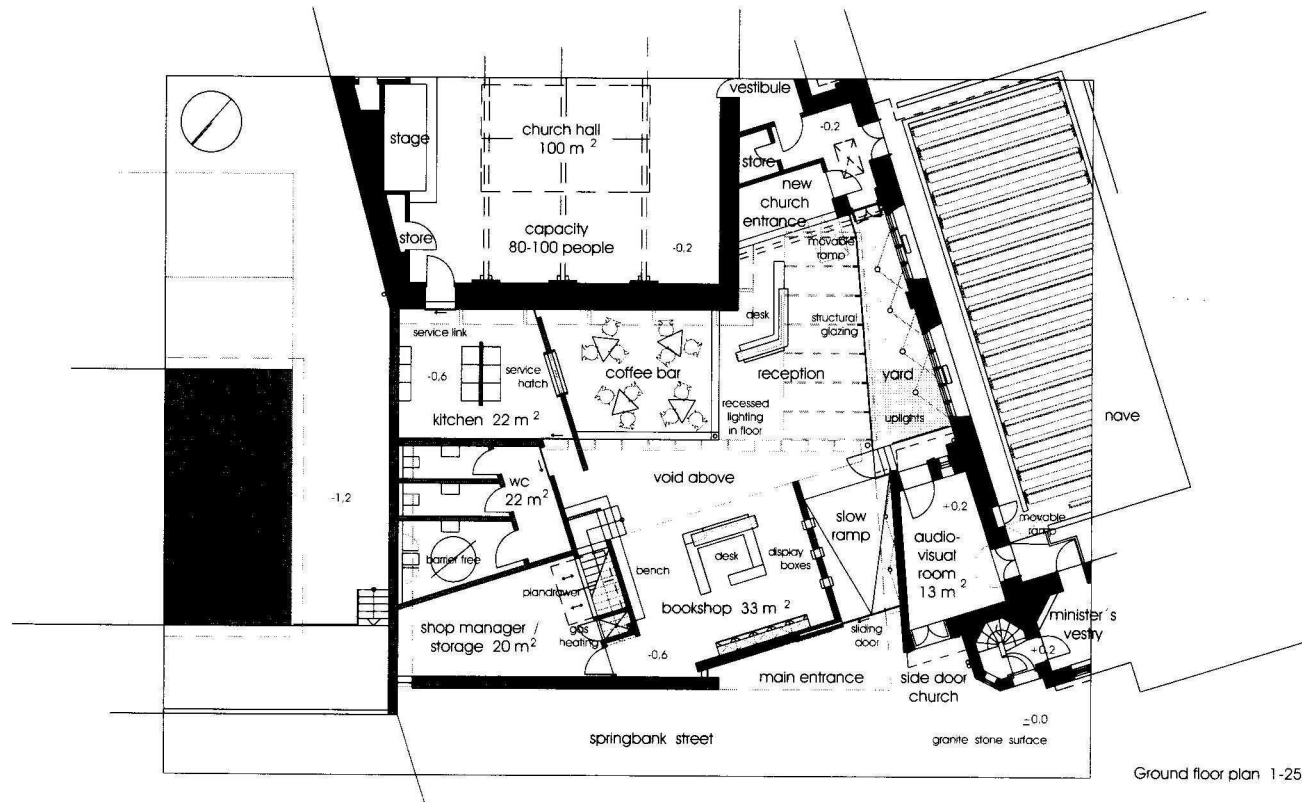 vestibule
-0,2
stage
church hall
100 m 2
store
new
church
entrance
store
capacity
80-100 people
-0,2
movable
ramp
desk
structural
glazing
service link
-0,6
service
hatch
coffee bar
reception
yard
kitchen 22 m 2
recessed
lighting
in floor
uplights
nave
-1,2
wc
22 m 2
void above
+0,2
slow
ramp
movable
ramp
audio-
visual
room
13 m 2
barrier free
desk
display
boxes
bench
plandrawer
bookshop 33 m 2
shop manager /
storage 20 m 2
gas
heating
-0,6
sliding
door
minister´s
vestry
+0,2
main entrance
side door
church
±0,0
springbank street
granite stone surface
Ground floor plan 1-25